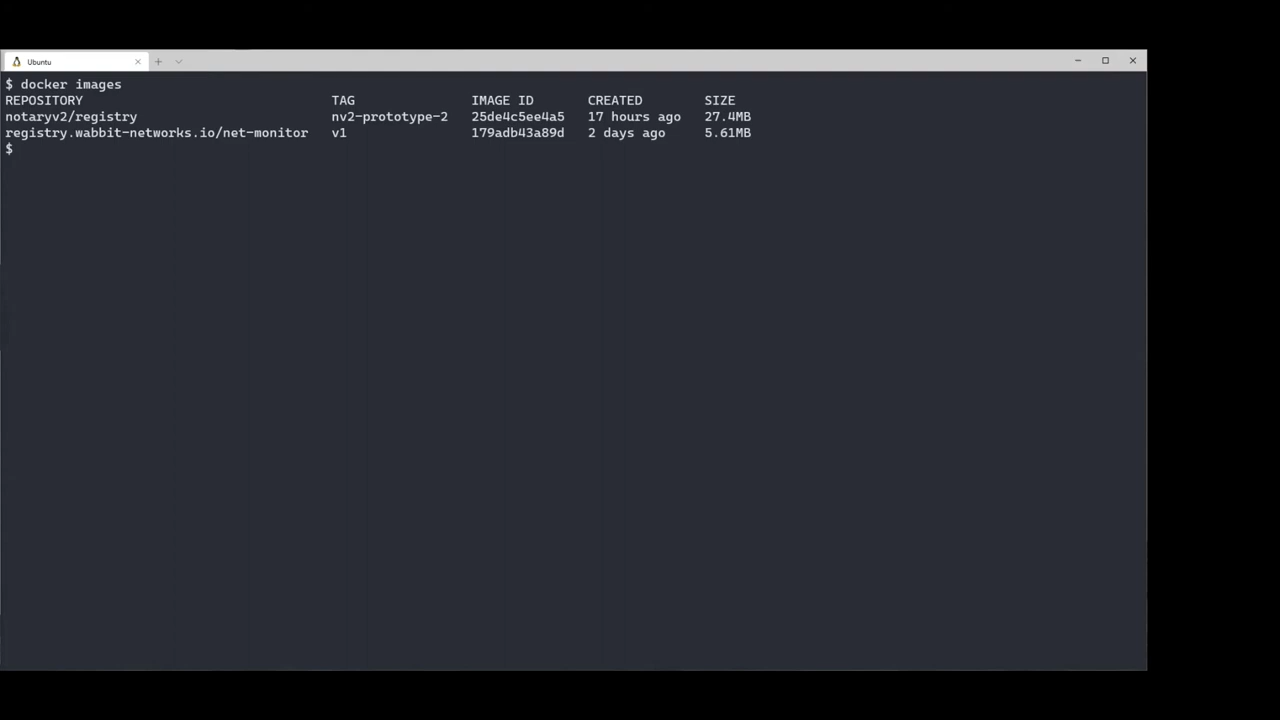 Ubuntu
$ docker images
REPOSITORY TAG IMAGE ID CREATED SIZE
notaryv2/registry nv2-prototype-2 25de4c5ee4a5 17 hours ago 27.4MB
registry.wabbit-networks.io/net-monitor v1 179adb43a89d 2 days ago 5.61MB
$